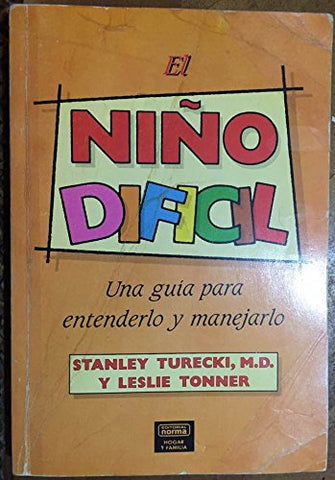 El
NIÑO
DIFICIL
Una guía para
entenderlo y manejarlo
STANLEY TURECKI, M.D.
Y LESLIE TONNER
EDITORIAL
norma
HOGAR
Y FAMILIA